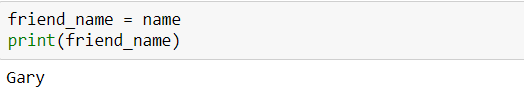 friend_name = name
print(friend_name)
Gary